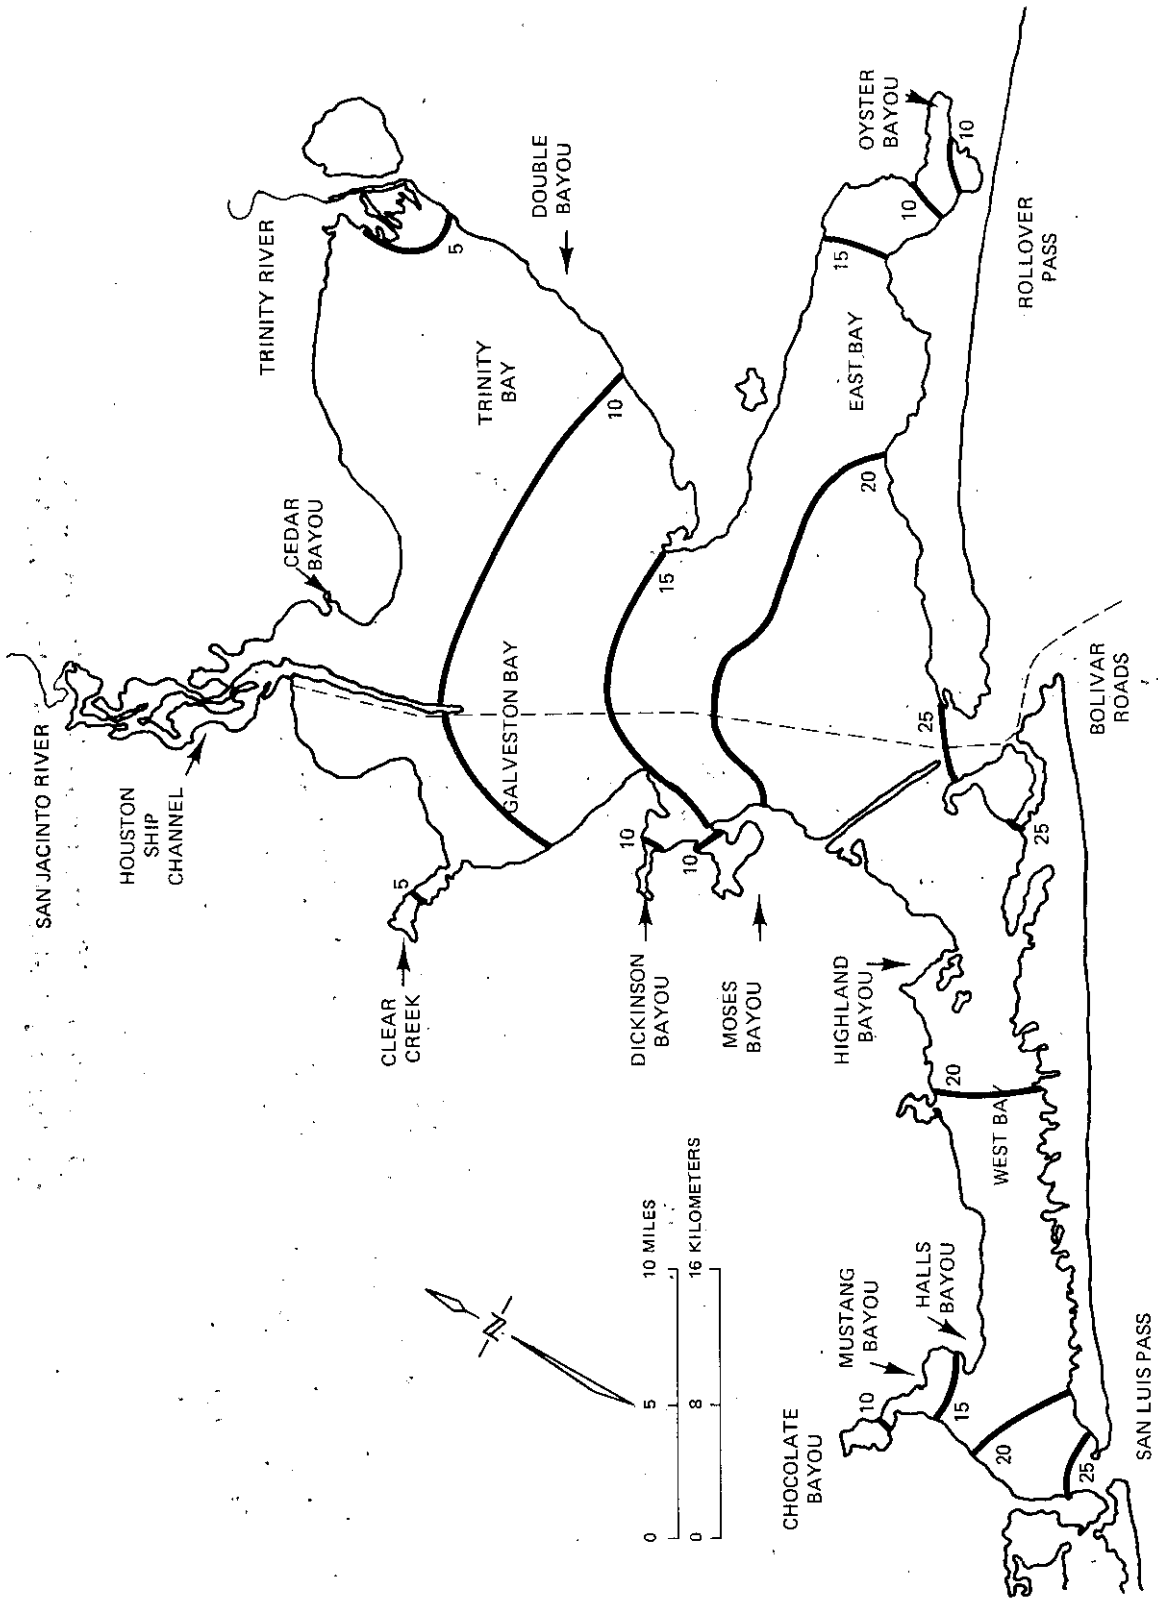 SAN JACINTO RIVER
HOUSTON
SHIP
CHANNEL
TRINITY RIVER
CEDAR
BAYOU
5
DOUBLE
BAYOU
TRINITY
BAY
10
CLEAR
CREEK
5
GALVESTON BAY
15
10
10
DICKINSON
BAYOU
MOSES
BAYOU
HIGHLAND
BAYOU
20
EAST BAY
15
10
10
OYSTER
BAYOU
ROLLOVER
PASS
25
BOLIVAR
ROADS
25
20
WEST BAY
N
0 5 10 MILES
0 8 16 KILOMETERS
MUSTANG
BAYOU
HALLS
BAYOU
CHOCOLATE
BAYOU
10
15
20
25
SAN LUIS PASS